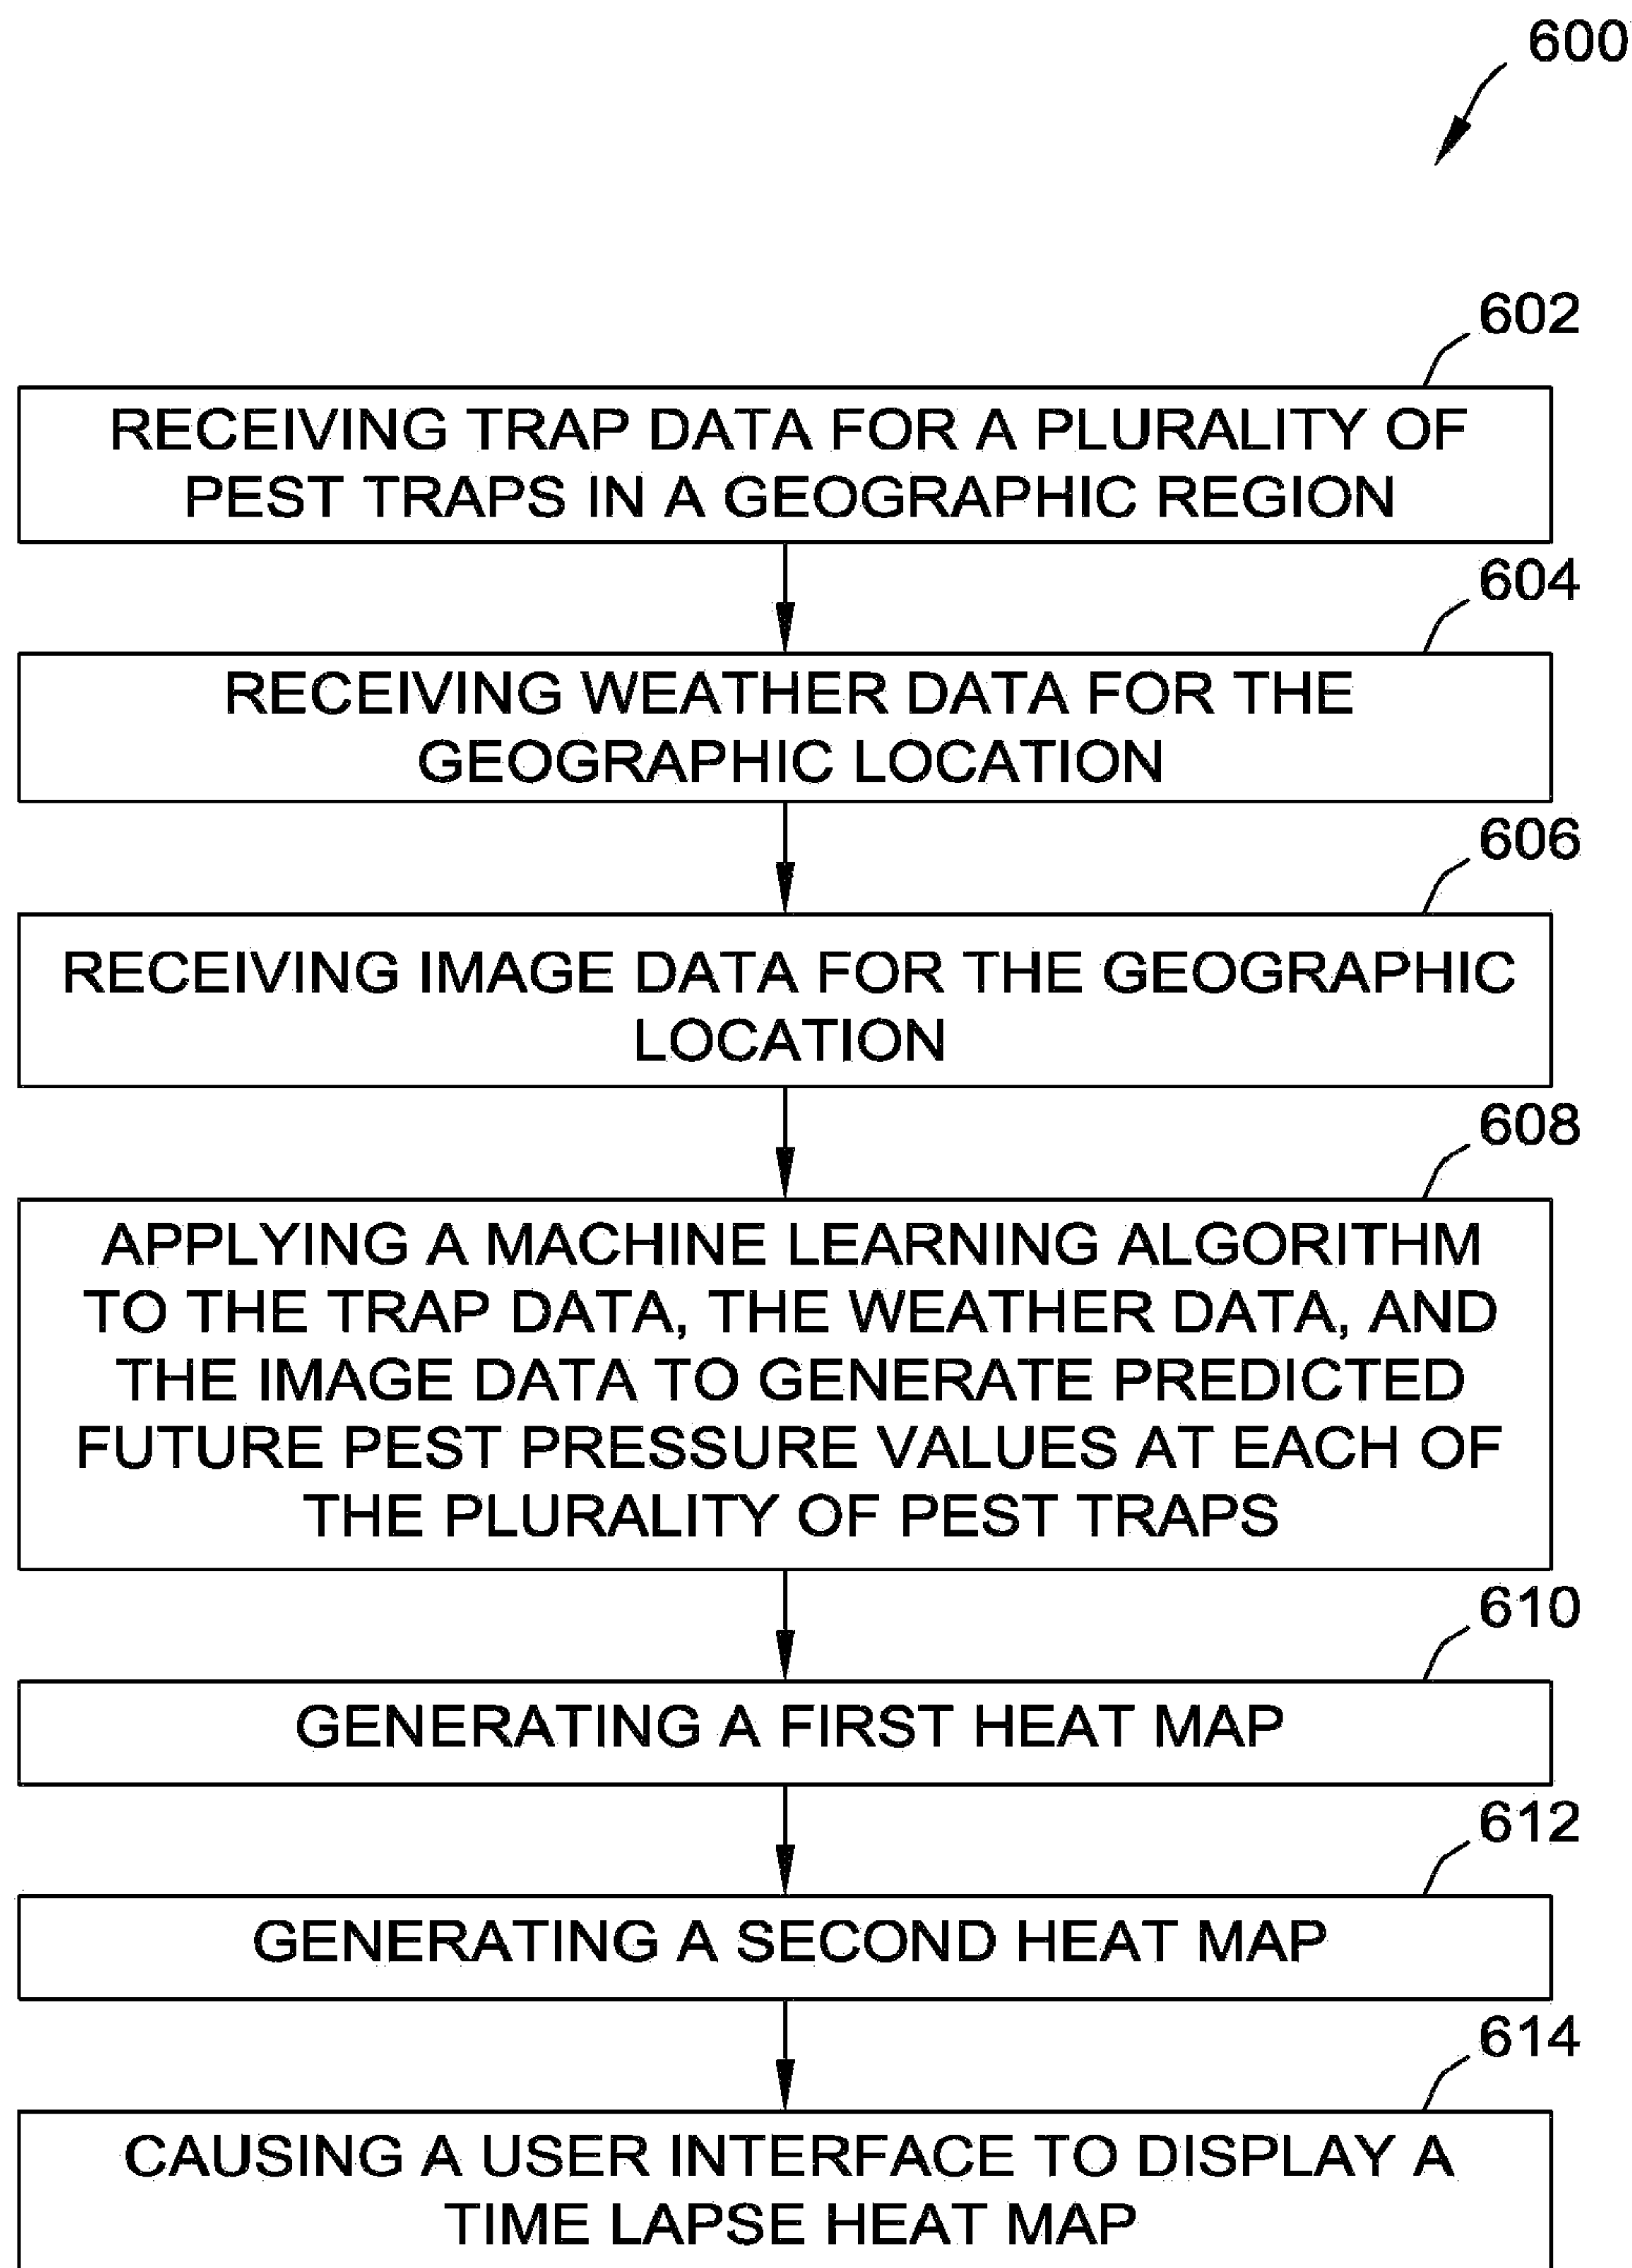 600
602
RECEIVING TRAP DATA FOR A PLURALITY OF
PEST TRAPS IN A GEOGRAPHIC REGION
604
RECEIVING WEATHER DATA FOR THE
GEOGRAPHIC LOCATION
606
RECEIVING IMAGE DATA FOR THE GEOGRAPHIC
LOCATION
608
APPLYING A MACHINE LEARNING ALGORITHM
TO THE TRAP DATA, THE WEATHER DATA, AND
THE IMAGE DATA TO GENERATE PREDICTED
FUTURE PEST PRESSURE VALUES AT EACH OF
THE PLURALITY OF PEST TRAPS
610
GENERATING A FIRST HEAT MAP
612
GENERATING A SECOND HEAT MAP
614
CAUSING A USER INTERFACE TO DISPLAY A
TIME LAPSE HEAT MAP